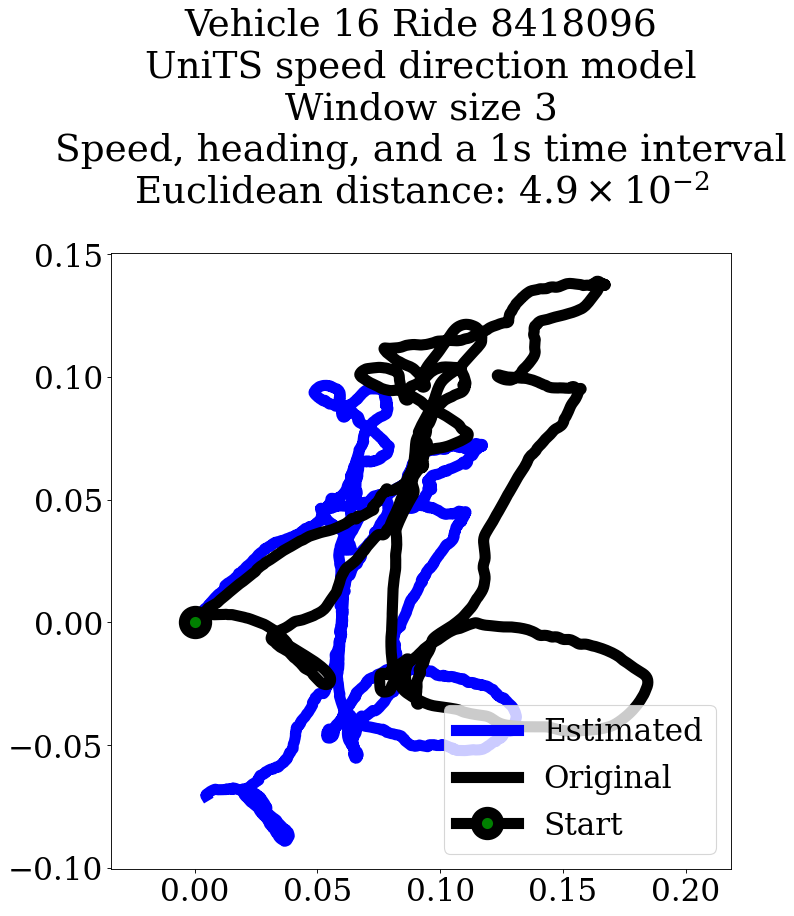 Vehicle 16 Ride 8418096
UniTS speed direction model
Window size 3
Speed, heading, and a 1s time interval
Euclidean distance: 4.9 × 10⁻²
0.15
0.10
0.05
0.00
−0.05
−0.10
Estimated
Original
Start
0.00 0.05 0.10 0.15 0.20